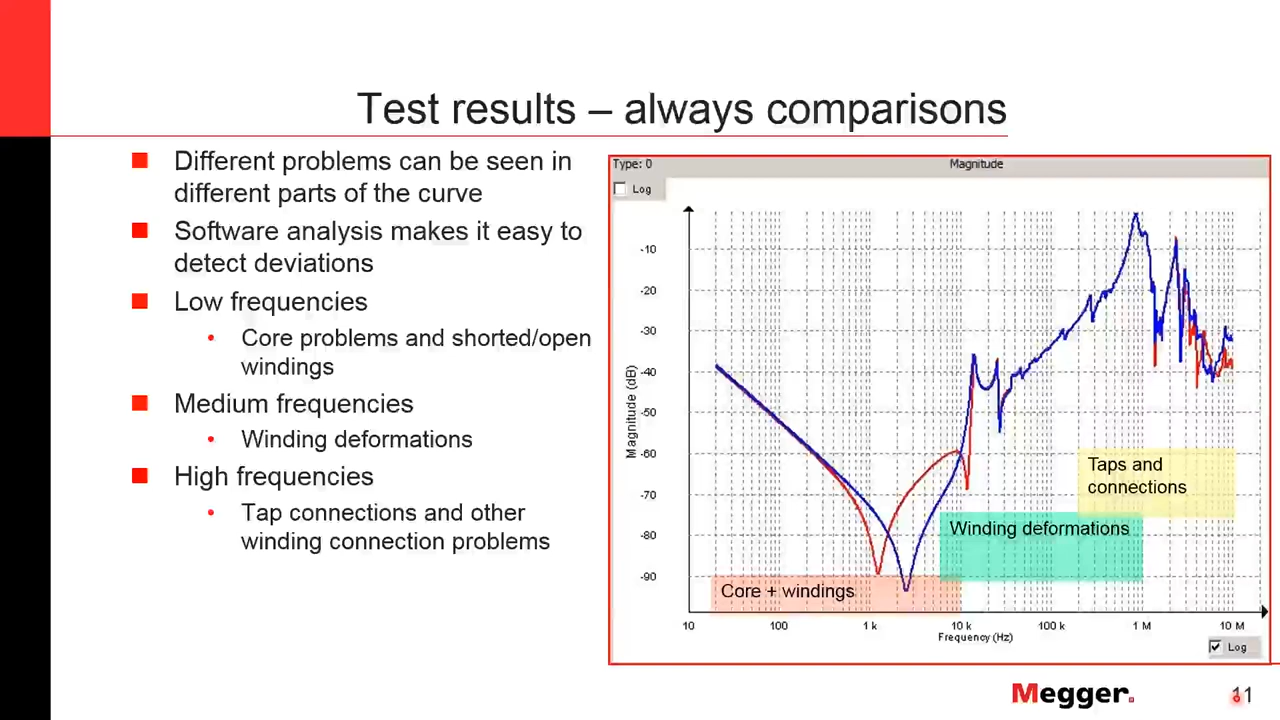 Test results – always comparisons
Different problems can be seen in
different parts of the curve
Software analysis makes it easy to
detect deviations
Low frequencies
Core problems and shorted/open
windings
Medium frequencies
Winding deformations
High frequencies
Tap connections and other
winding connection problems
Type: 0
Magnitude
Log
-10
-20
-30
-40
-50
-60
-70
-80
-90
Magnitude (dB)
Taps and
connections
Winding deformations
Core + windings
10
100
1 k
10 k
100 k
1 M
10 M
Frequency (Hz)
Log
Megger.
11